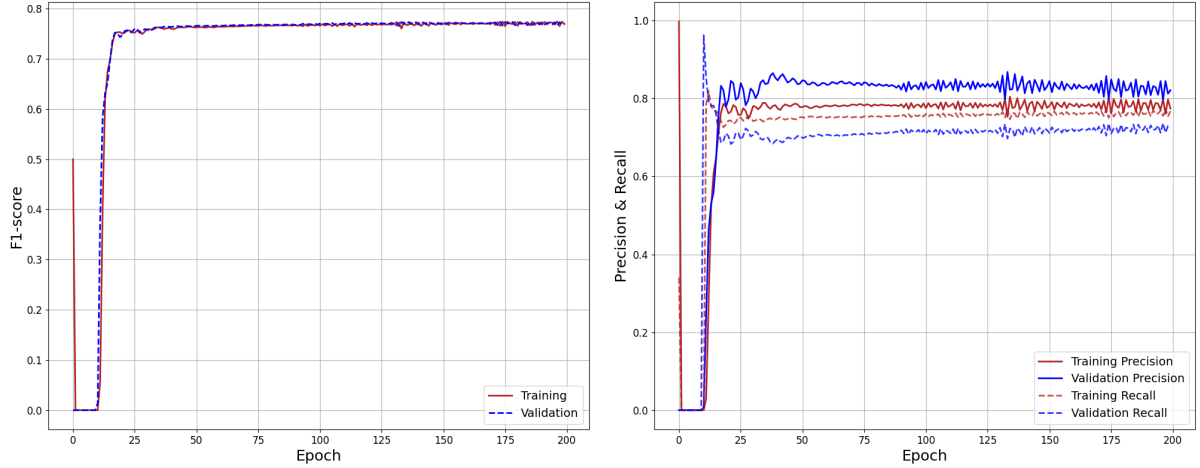 F1-score
0.8
0.7
0.6
0.5
0.4
0.3
0.2
0.1
0.0
Training
Validation
0 25 50 75 100 125 150 175 200
Epoch
Precision & Recall
1.0
0.8
0.6
0.4
0.2
0.0
Training Precision
Validation Precision
Training Recall
Validation Recall
0 25 50 75 100 125 150 175 200
Epoch